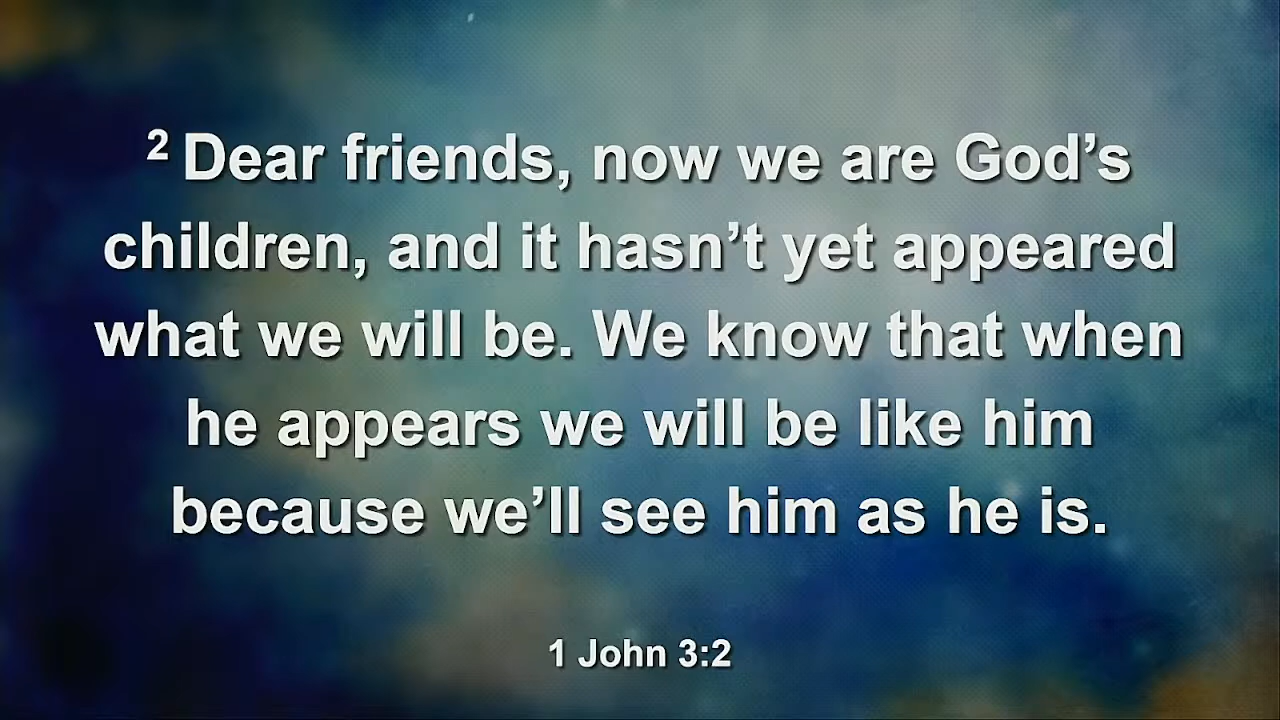 2 Dear friends, now we are God’s
children, and it hasn’t yet appeared
what we will be. We know that when
he appears we will be like him
because we’ll see him as he is.
1 John 3:2